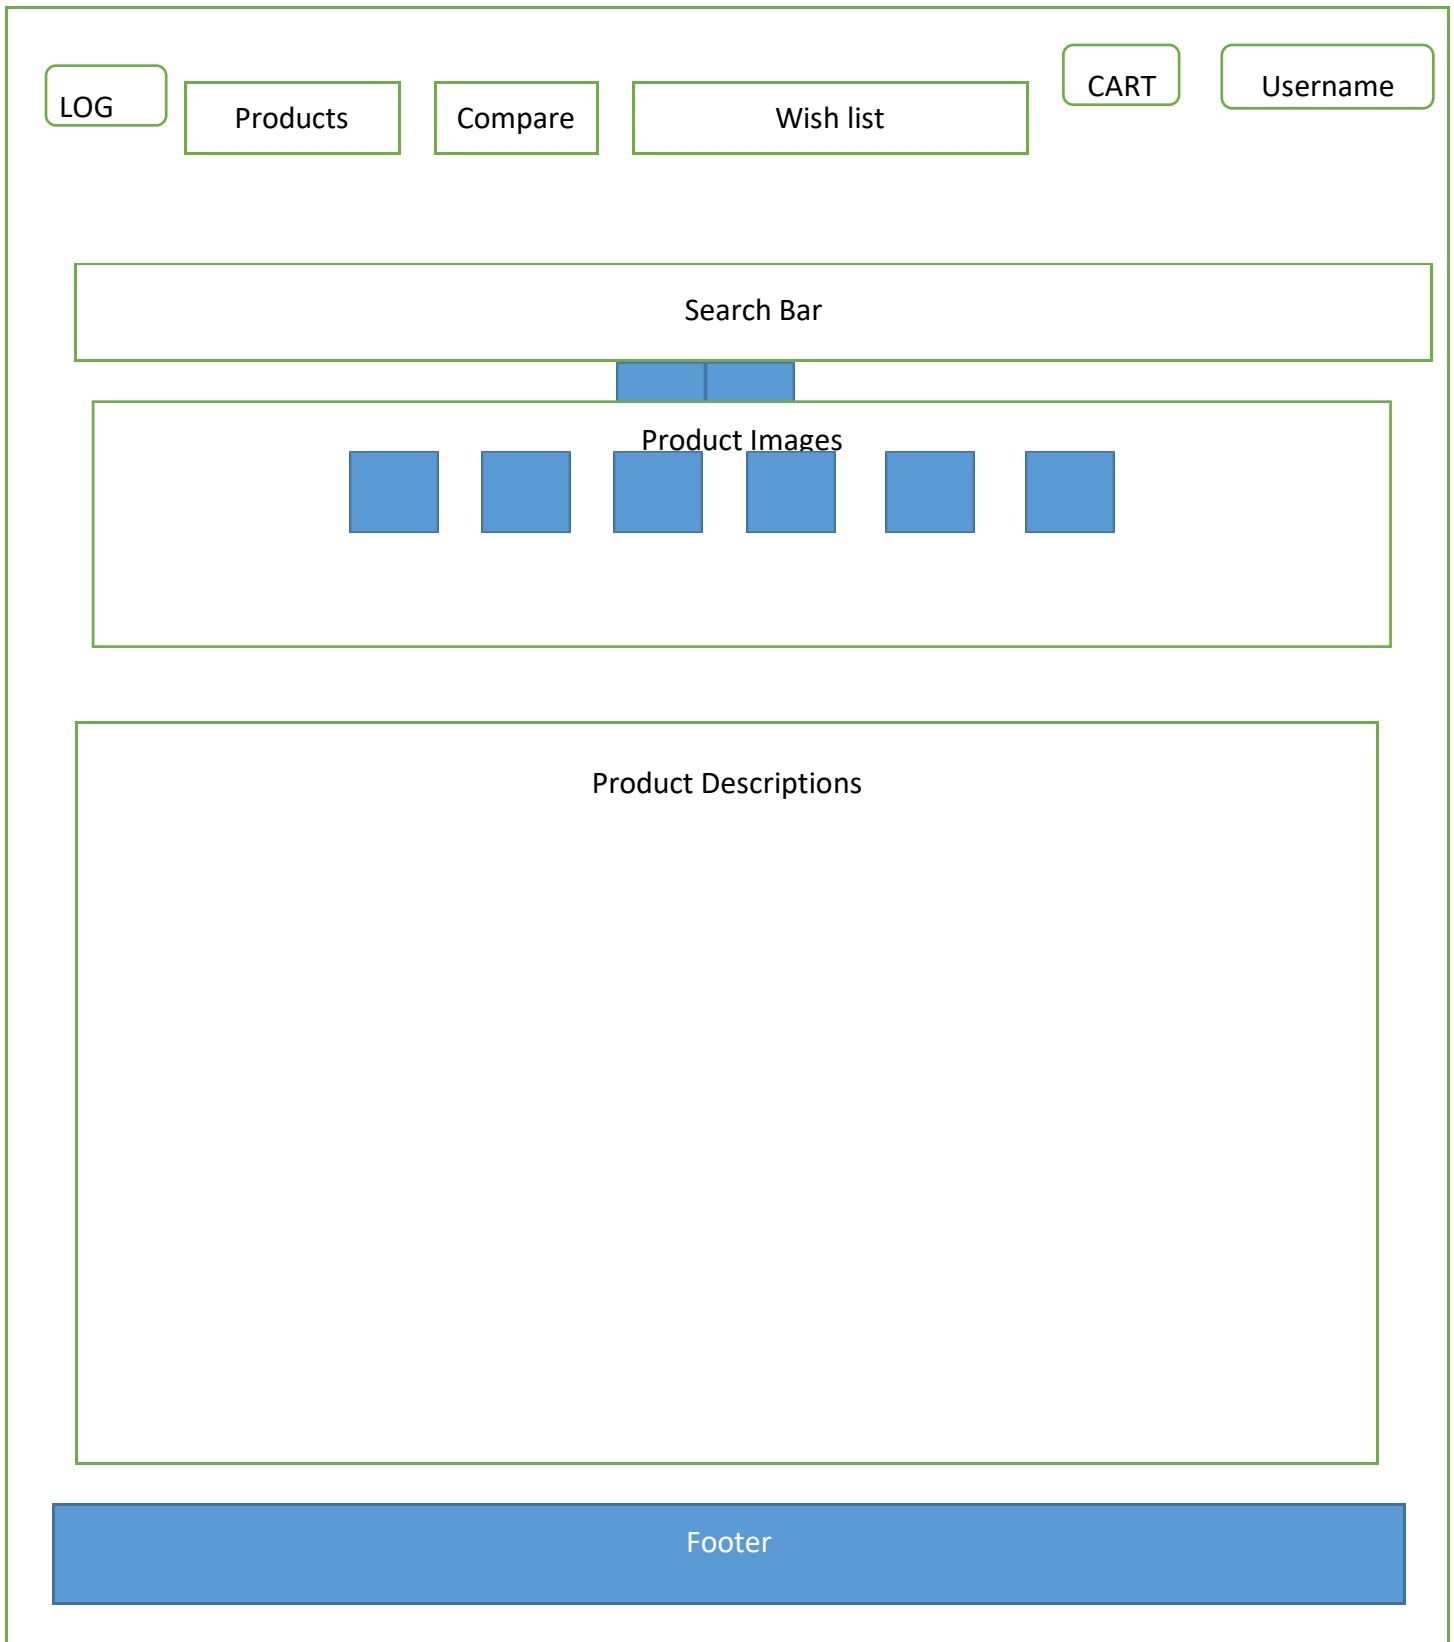 LOG
Products
Compare
Wish list
CART
Username
Search Bar
Product Images
Product Descriptions
Footer